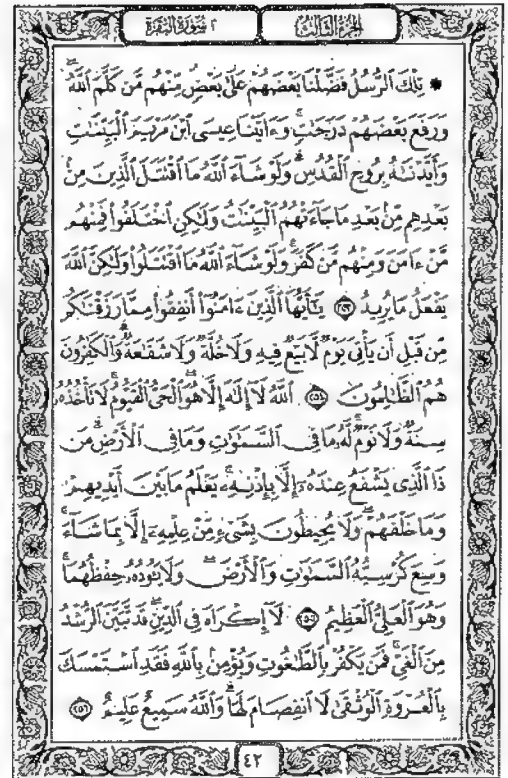 الجزء الثالث
٢ سورة البقرة
* تِلْكَ ٱلرُّسُلُ فَضَّلْنَا بَعْضَهُمْ عَلَىٰ بَعْضٍ مِّنْهُم مَّن كَلَّمَ ٱللَّهُ ۖ
وَرَفَعَ بَعْضَهُمْ دَرَجَٰتٍ ۚ وَءَاتَيْنَا عِيسَى ٱبْنَ مَرْيَمَ ٱلْبَيِّنَٰتِ
وَأَيَّدْنَٰهُ بِرُوحِ ٱلْقُدُسِ ۗ وَلَوْ شَآءَ ٱللَّهُ مَا ٱقْتَتَلَ ٱلَّذِينَ مِنۢ
بَعْدِهِم مِّنۢ بَعْدِ مَا جَآءَتْهُمُ ٱلْبَيِّنَٰتُ وَلَٰكِنِ ٱخْتَلَفُوا۟ فَمِنْهُم
مَّنْ ءَامَنَ وَمِنْهُم مَّن كَفَرَ ۚ وَلَوْ شَآءَ ٱللَّهُ مَا ٱقْتَتَلُوا۟ وَلَٰكِنَّ ٱللَّهَ
يَفْعَلُ مَا يُرِيدُ ٢٥٣ يَٰٓأَيُّهَا ٱلَّذِينَ ءَامَنُوٓا۟ أَنفِقُوا۟ مِمَّا رَزَقْنَٰكُم
مِّن قَبْلِ أَن يَأْتِىَ يَوْمٌ لَّا بَيْعٌ فِيهِ وَلَا خُلَّةٌ وَلَا شَفَٰعَةٌ ۗ وَٱلْكَٰفِرُونَ
هُمُ ٱلظَّٰلِمُونَ ٢٥٤ ٱللَّهُ لَآ إِلَٰهَ إِلَّا هُوَ ٱلْحَىُّ ٱلْقَيُّومُ ۚ لَا تَأْخُذُهُۥ
سِنَةٌ وَلَا نَوْمٌ ۚ لَّهُۥ مَا فِى ٱلسَّمَٰوَٰتِ وَمَا فِى ٱلْأَرْضِ ۗ مَن
ذَا ٱلَّذِى يَشْفَعُ عِندَهُۥٓ إِلَّا بِإِذْنِهِۦ ۚ يَعْلَمُ مَا بَيْنَ أَيْدِيهِمْ
وَمَا خَلْفَهُمْ ۖ وَلَا يُحِيطُونَ بِشَىْءٍ مِّنْ عِلْمِهِۦٓ إِلَّا بِمَا شَآءَ ۚ
وَسِعَ كُرْسِيُّهُ ٱلسَّمَٰوَٰتِ وَٱلْأَرْضَ ۖ وَلَا يَـُٔودُهُۥ حِفْظُهُمَا ۚ
وَهُوَ ٱلْعَلِىُّ ٱلْعَظِيمُ ٢٥٥ لَآ إِكْرَاهَ فِى ٱلدِّينِ ۖ قَد تَّبَيَّنَ ٱلرُّشْدُ
مِنَ ٱلْغَىِّ ۚ فَمَن يَكْفُرْ بِٱلطَّٰغُوتِ وَيُؤْمِنۢ بِٱللَّهِ فَقَدِ ٱسْتَمْسَكَ
بِٱلْعُرْوَةِ ٱلْوُثْقَىٰ لَا ٱنفِصَامَ لَهَا ۗ وَٱللَّهُ سَمِيعٌ عَلِيمٌ ٢٥٦
٤٢